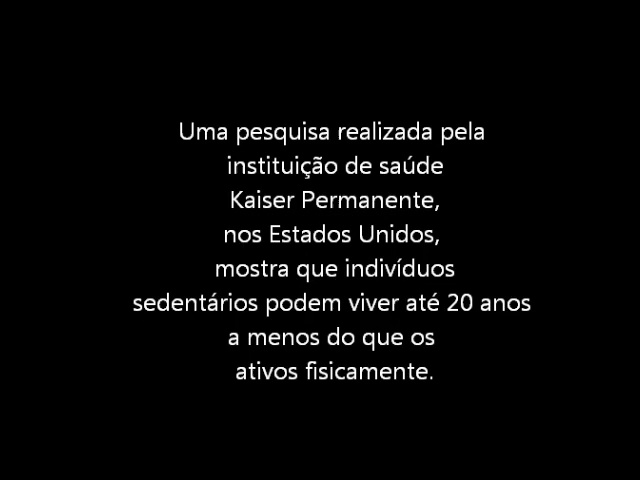 Uma pesquisa realizada pela
instituição de saúde
Kaiser Permanente,
nos Estados Unidos,
mostra que indivíduos
sedentários podem viver até 20 anos
a menos do que os
ativos fisicamente.